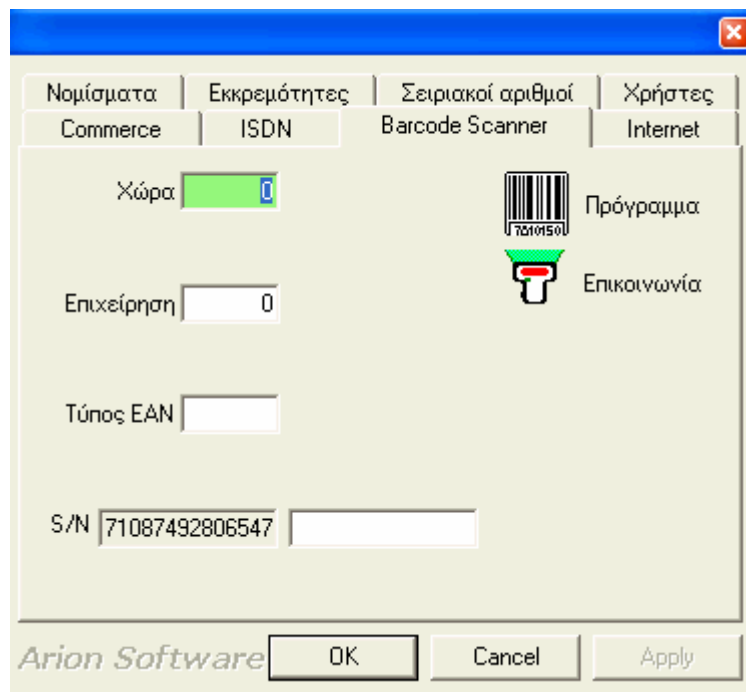 Νομίσματα Εκκρεμότητες Σειριακοί αριθμοί Χρήστες
Commerce ISDN Barcode Scanner Internet
Χώρα 0
Πρόγραμμα
Επικοινωνία
Επιχείρηση 0
Τύπος EAN
S/N 71087492806547
Arion Software OK Cancel Apply